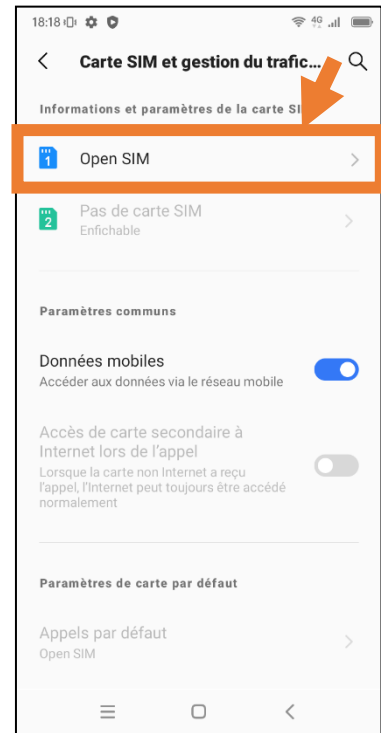 18:18
4G
Carte SIM et gestion du trafic...
Informations et paramètres de la carte SI
1
Open SIM
2
Pas de carte SIM
Enfichable
Paramètres communs
Données mobiles
Accéder aux données via le réseau mobile
Accès de carte secondaire à
Internet lors de l'appel
Lorsque la carte non Internet a reçu
l'appel, l'Internet peut toujours être accédé
normalement
Paramètres de carte par défaut
Appels par défaut
Open SIM